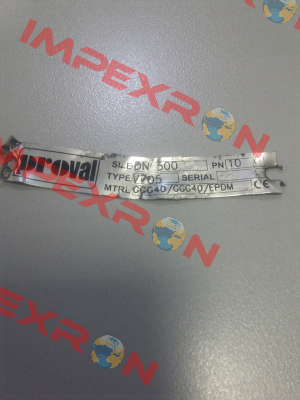 IMPEXRON
proval
SIZE DN 500 PN 10
TYPE V705 SERIAL
MTRL GGG40/GGG40/EPDM CE
IMPEXRON
IMPEXRON